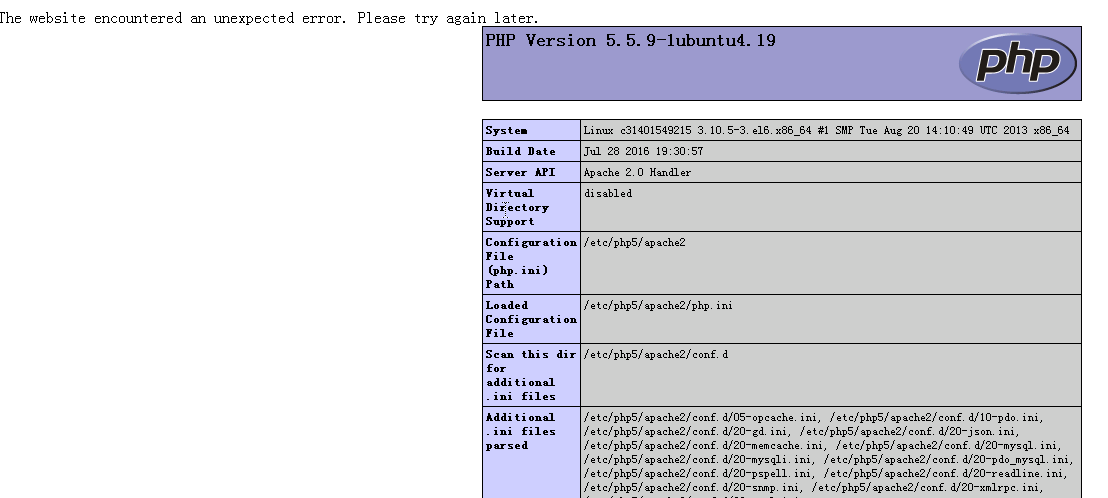 The website encountered an unexpected error. Please try again later.
PHP Version 5.5.9-1ubuntu4.19
php
System Linux c31401549215 3.10.5-3.el6.x86_64 #1 SMP Tue Aug 20 14:10:49 UTC 2013 x86_64
Build Date Jul 28 2016 19:30:57
Server API Apache 2.0 Handler
Virtual disabled
Directory
Support
Configuration /etc/php5/apache2
File
(php.ini)
Path
Loaded /etc/php5/apache2/php.ini
Configuration
File
Scan this dir /etc/php5/apache2/conf.d
for
additional
.ini files
Additional /etc/php5/apache2/conf.d/05-opcache.ini, /etc/php5/apache2/conf.d/10-pdo.ini,
.ini files /etc/php5/apache2/conf.d/20-gd.ini, /etc/php5/apache2/conf.d/20-json.ini,
parsed /etc/php5/apache2/conf.d/20-memcache.ini, /etc/php5/apache2/conf.d/20-mysql.ini,
/etc/php5/apache2/conf.d/20-mysqli.ini, /etc/php5/apache2/conf.d/20-pdo_mysql.ini,
/etc/php5/apache2/conf.d/20-pspell.ini, /etc/php5/apache2/conf.d/20-readline.ini,
/etc/php5/apache2/conf.d/20-snmp.ini, /etc/php5/apache2/conf.d/20-xmlrpc.ini,